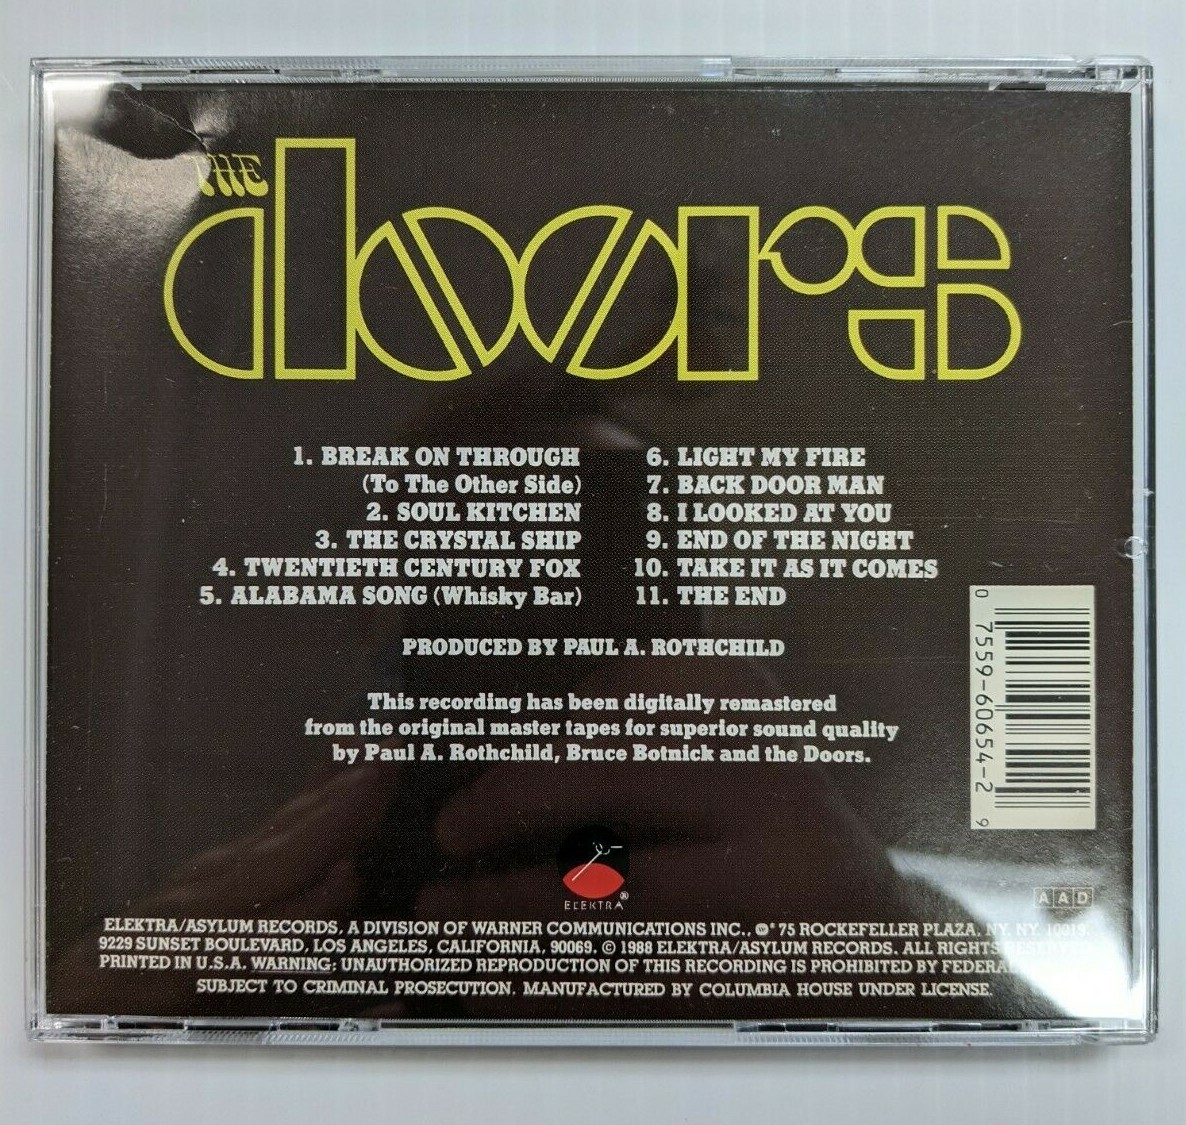 THE
doors
1. BREAK ON THROUGH
(To The Other Side)
2. SOUL KITCHEN
3. THE CRYSTAL SHIP
4. TWENTIETH CENTURY FOX
5. ALABAMA SONG (Whisky Bar)
6. LIGHT MY FIRE
7. BACK DOOR MAN
8. I LOOKED AT YOU
9. END OF THE NIGHT
10. TAKE IT AS IT COMES
11. THE END
PRODUCED BY PAUL A. ROTHCHILD
This recording has been digitally remastered
from the original master tapes for superior sound quality
by Paul A. Rothchild, Bruce Botnick and the Doors.
0 7559-60654-2 9
ELEKTRA®
AAD
ELEKTRA/ASYLUM RECORDS, A DIVISION OF WARNER COMMUNICATIONS INC., ® 75 ROCKEFELLER PLAZA, NY, NY, 10019.
9229 SUNSET BOULEVARD, LOS ANGELES, CALIFORNIA, 90069. © 1988 ELEKTRA/ASYLUM RECORDS. ALL RIGHTS RESERVED
PRINTED IN U.S.A. WARNING: UNAUTHORIZED REPRODUCTION OF THIS RECORDING IS PROHIBITED BY FEDERAL
SUBJECT TO CRIMINAL PROSECUTION. MANUFACTURED BY COLUMBIA HOUSE UNDER LICENSE.